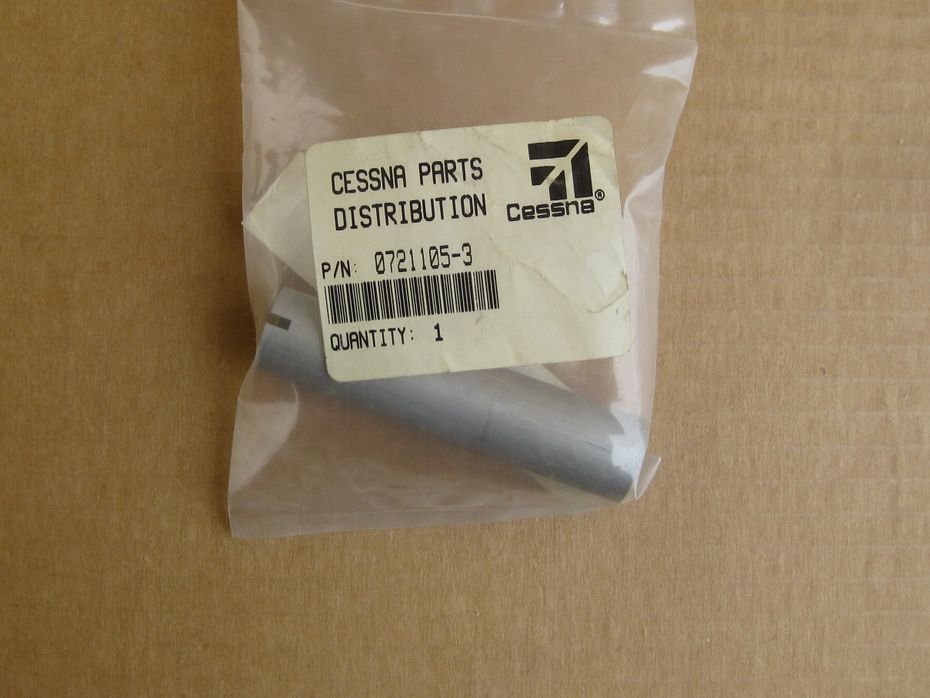 CESSNA PARTS
DISTRIBUTION
Cessna®
P/N: 0721105-3
QUANTITY: 1